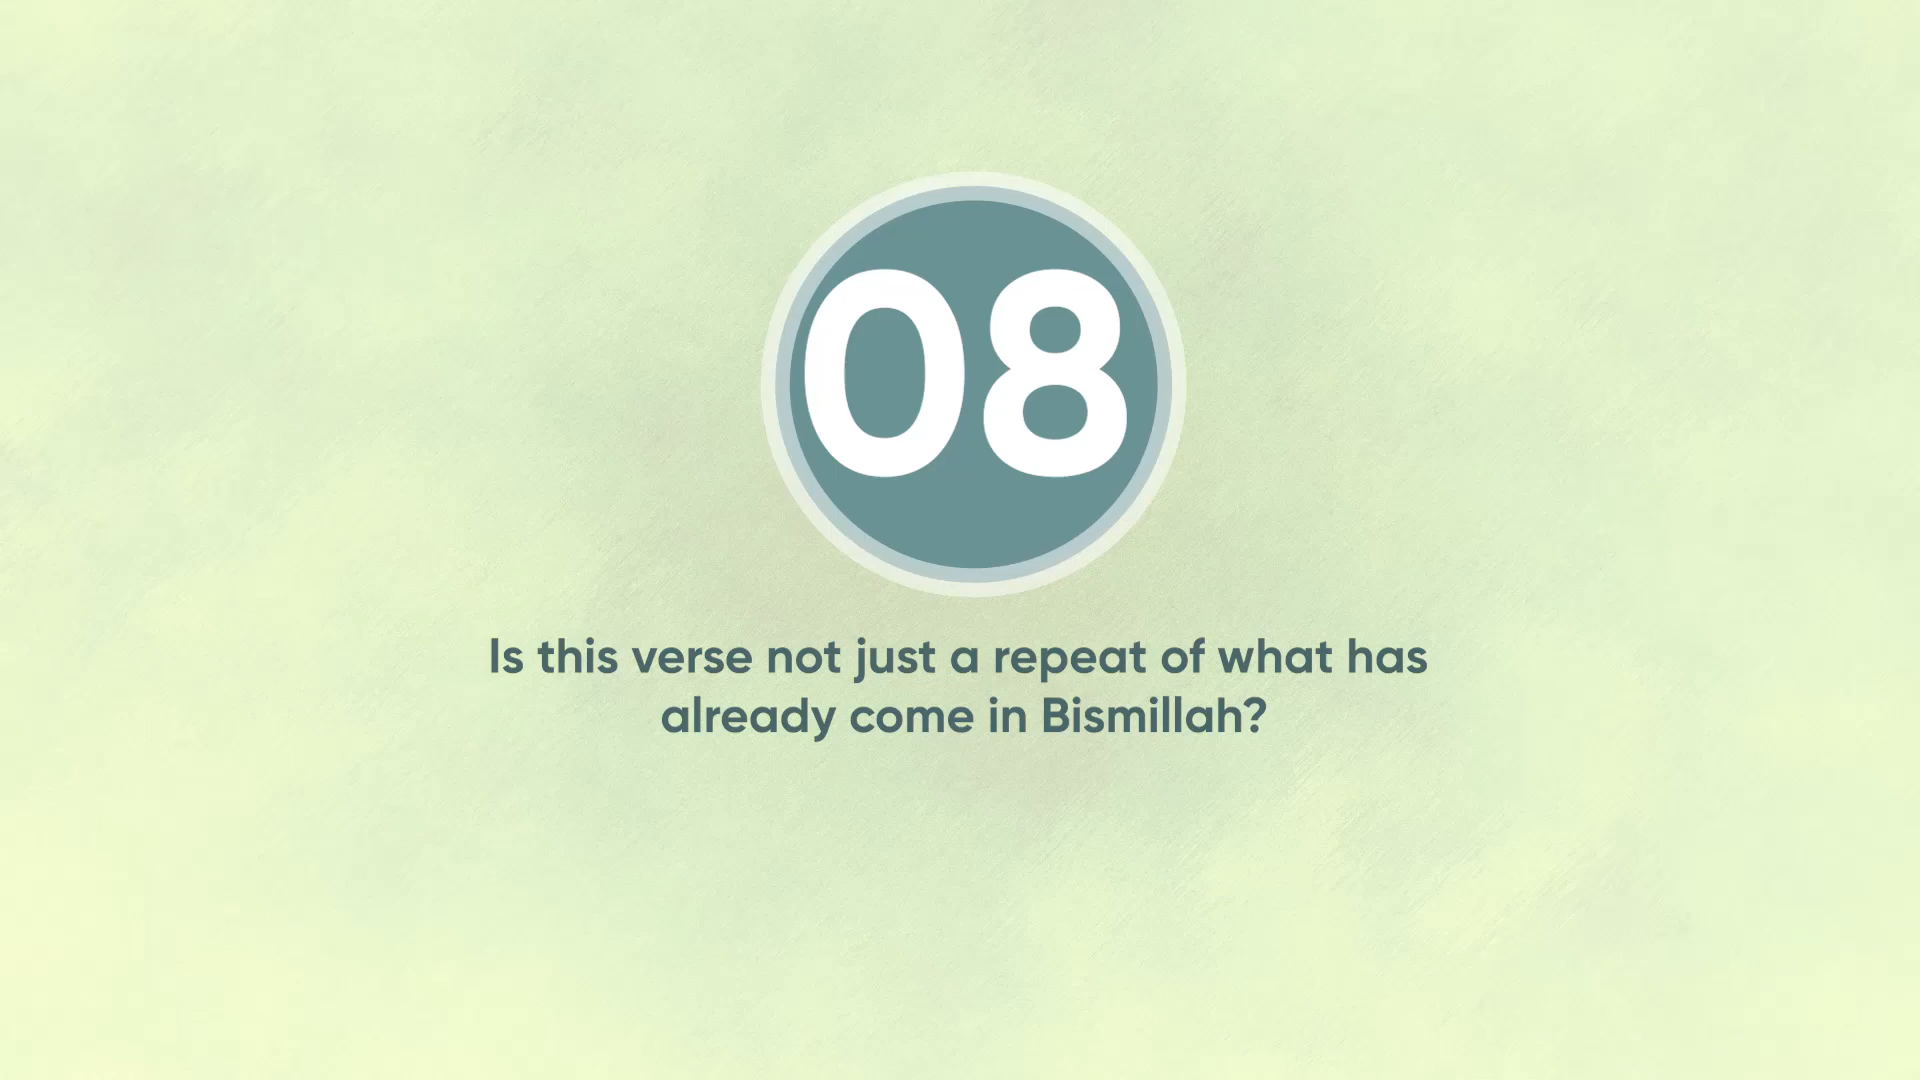 08
Is this verse not just a repeat of what has
already come in Bismillah?